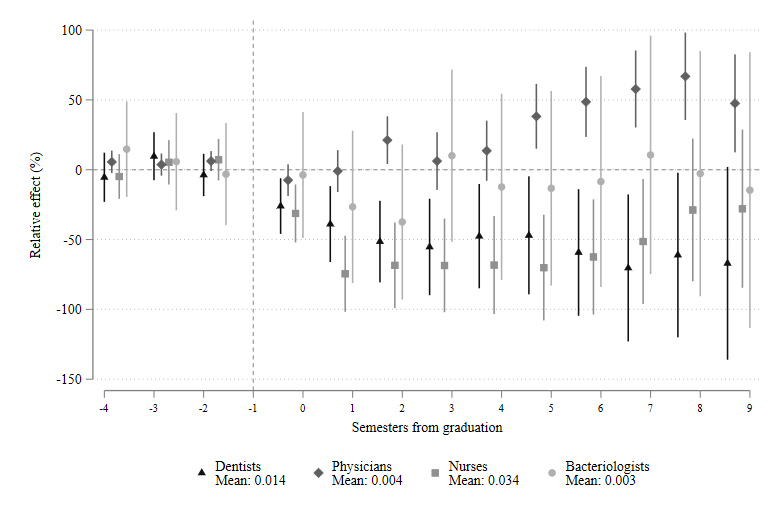 100
50
0
-50
-100
-150
Relative effect (%)
-4 -3 -2 -1 0 1 2 3 4 5 6 7 8 9
Semesters from graduation
Dentists Physicians Nurses Bacteriologists
Mean: 0.014 Mean: 0.004 Mean: 0.034 Mean: 0.003